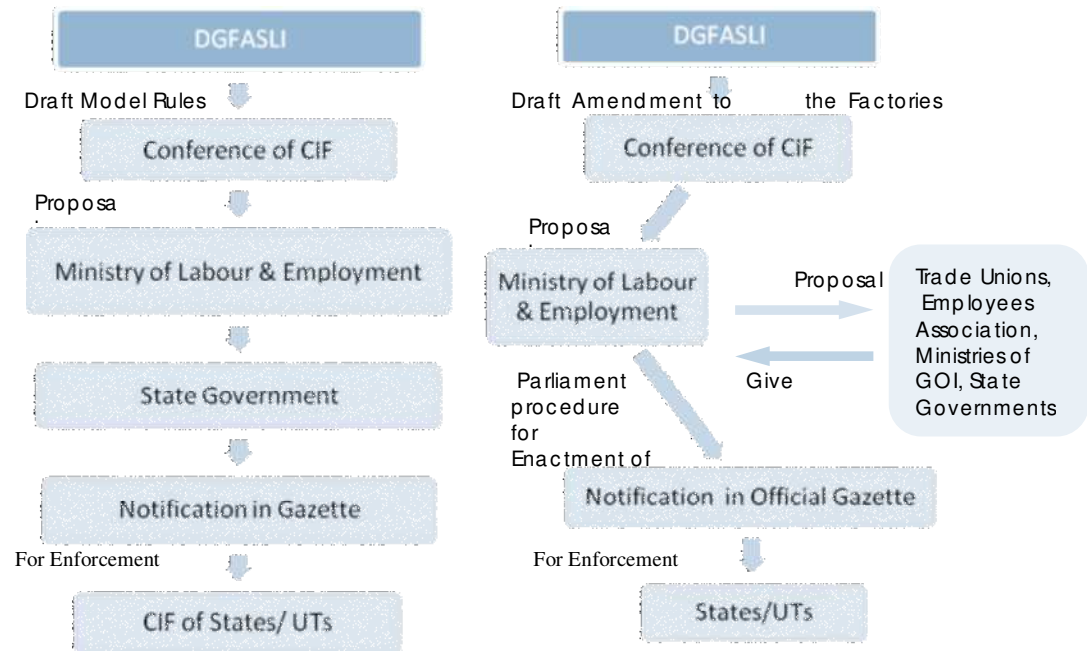 DGFASLI
Draft Model Rules
Conference of CIF
Proposa
Ministry of Labour & Employment
State Government
Notification in Gazette
For Enforcement
CIF of States/ UTs
DGFASLI
Draft Amendment to the Factories
Conference of CIF
Proposa
Ministry of Labour
& Employment
Proposal
Give
Trade Unions,
Employees
Association,
Ministries of
GOI, State
Governments
Parliament
procedure
for
Enactment of
Notification in Official Gazette
For Enforcement
States/UTs